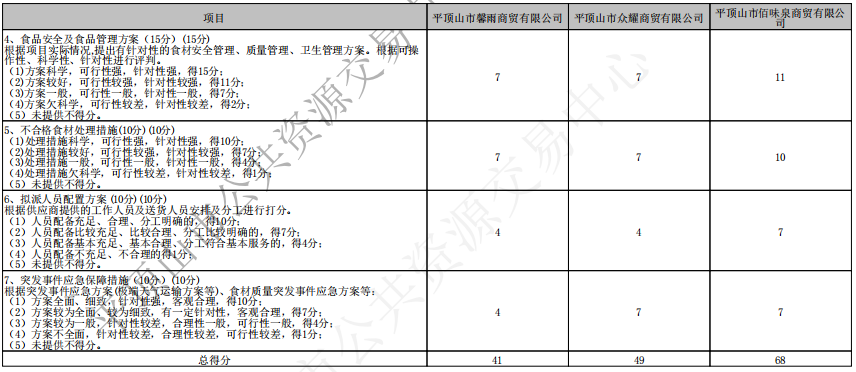 项目 平顶山市馨雨商贸有限公司 平顶山市众耀商贸有限公司 平顶山市佰味泉商贸有限公司
4、食品安全及食品管理方案（15分）(15分)
根据项目实际情况,提出有针对性的食材安全管理、质量管理、卫生管理方案。根据可操
作性、科学性、针对性进行评判。
(1)方案科学，可行性强，针对性强，得15分；
(2)方案较好，可行性较强，针对性较强，得11分；
(3)方案一般，可行性一般，针对性一般，得7分；
(4)方案欠科学，可行性较差，针对性较差，得2分；
(5）未提供不得分。
7 7 11
5、不合格食材处理措施(10分)(10分)
(1)处理措施科学，可行性强，针对性强，得10分；
(2)处理措施较好，可行性较强，针对性较强，得7分；
(3)处理措施一般，可行性一般，针对性一般，得4分；
(4)处理措施欠科学，可行性较差，针对性较差，得1分；
(5）未提供不得分。
7 7 10
6、拟派人员配置方案(10分)(10分)
根据供应商提供的工作人员及送货人员安排及分工进行打分。
(1）人员配备充足、合理、分工明确的，得10分；
(2）人员配备比较充足、比较合理、分工比较明确的，得7分；
(3）人员配备基本充足、基本合理、分工符合基本服务的，得4分；
(4）人员配备不充足、不合理的得1分；
(5）未提供不得分。
4 4 7
7、突发事件应急保障措施（10分）(10分)
根据突发事件应急方案(极端天气运输方案等)、食材质量突发事件应急方案等：
(1）方案全面、细致，针对性强，客观合理，得10分；
(2）方案较为全面、较为细致，有一定针对性，客观合理，得7分；
(3）方案较为一般，针对性较差，合理性一般，可行性一般，得4分；
(4）方案不全面，针对性较差，合理性较差，可行性较差，得1分；
(5）未提供不得分。
4 7 7
总得分 41 49 68
平顶山市公共资源交易中心
市公共资源交易中心